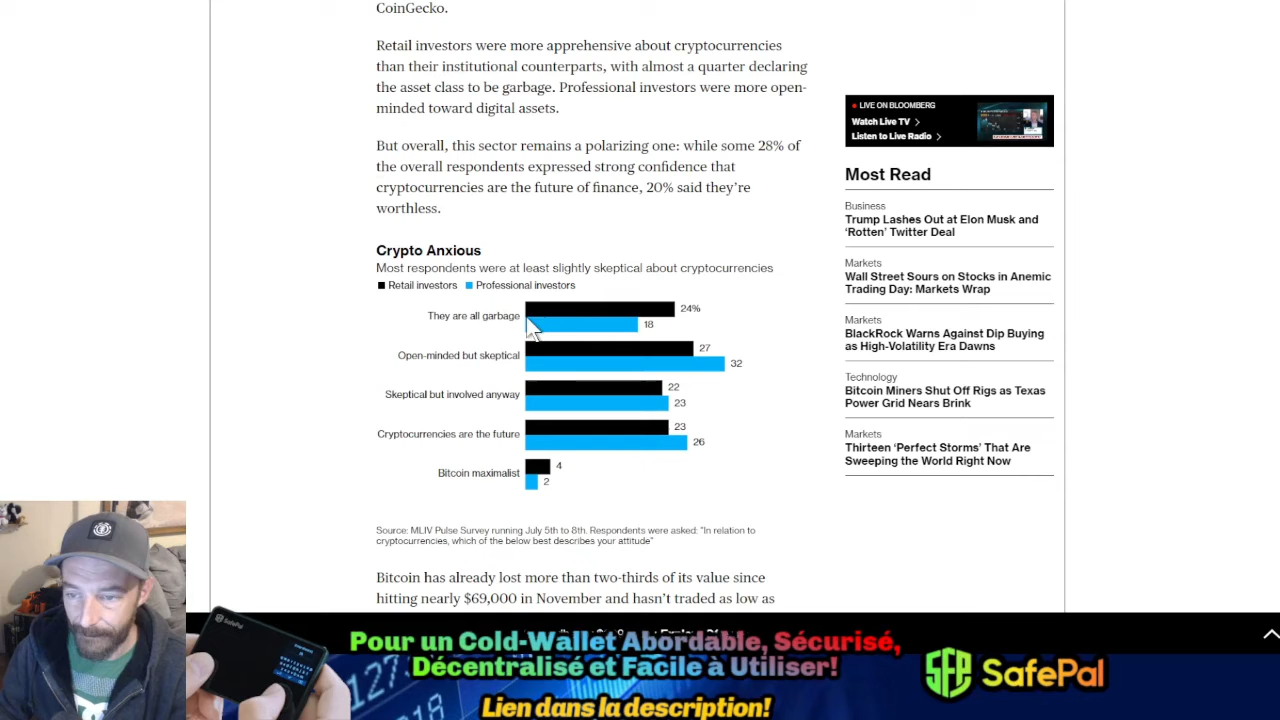 CoinGecko.
Retail investors were more apprehensive about cryptocurrencies
than their institutional counterparts, with almost a quarter declaring
the asset class to be garbage. Professional investors were more open-
minded toward digital assets.
But overall, this sector remains a polarizing one: while some 28% of
the overall respondents expressed strong confidence that
cryptocurrencies are the future of finance, 20% said they're
worthless.
Crypto Anxious
Most respondents were at least slightly skeptical about cryptocurrencies
Retail investors Professional investors
They are all garbage 24%
18
Open-minded but skeptical 27
32
Skeptical but involved anyway 22
23
Cryptocurrencies are the future 23
26
Bitcoin maximalist 4
2
Source: MLIV Pulse Survey running July 5th to 8th. Respondents were asked: "In relation to
cryptocurrencies, which of the below best describes your attitude"
Bitcoin has already lost more than two-thirds of its value since
hitting nearly $69,000 in November and hasn't traded as low as
LIVE ON BLOOMBERG
Watch Live TV
Listen to Live Radio
Most Read
Business
Trump Lashes Out at Elon Musk and
'Rotten' Twitter Deal
Markets
Wall Street Sours on Stocks in Anemic
Trading Day: Markets Wrap
Markets
BlackRock Warns Against Dip Buying
as High-Volatility Era Dawns
Technology
Bitcoin Miners Shut Off Rigs as Texas
Power Grid Nears Brink
Markets
Thirteen 'Perfect Storms' That Are
Sweeping the World Right Now
SafePal
Pour un Cold-Wallet Abordable, Sécurisé,
Décentralisé et Facile à Utiliser!
Lien dans la description!
SFP SafePal